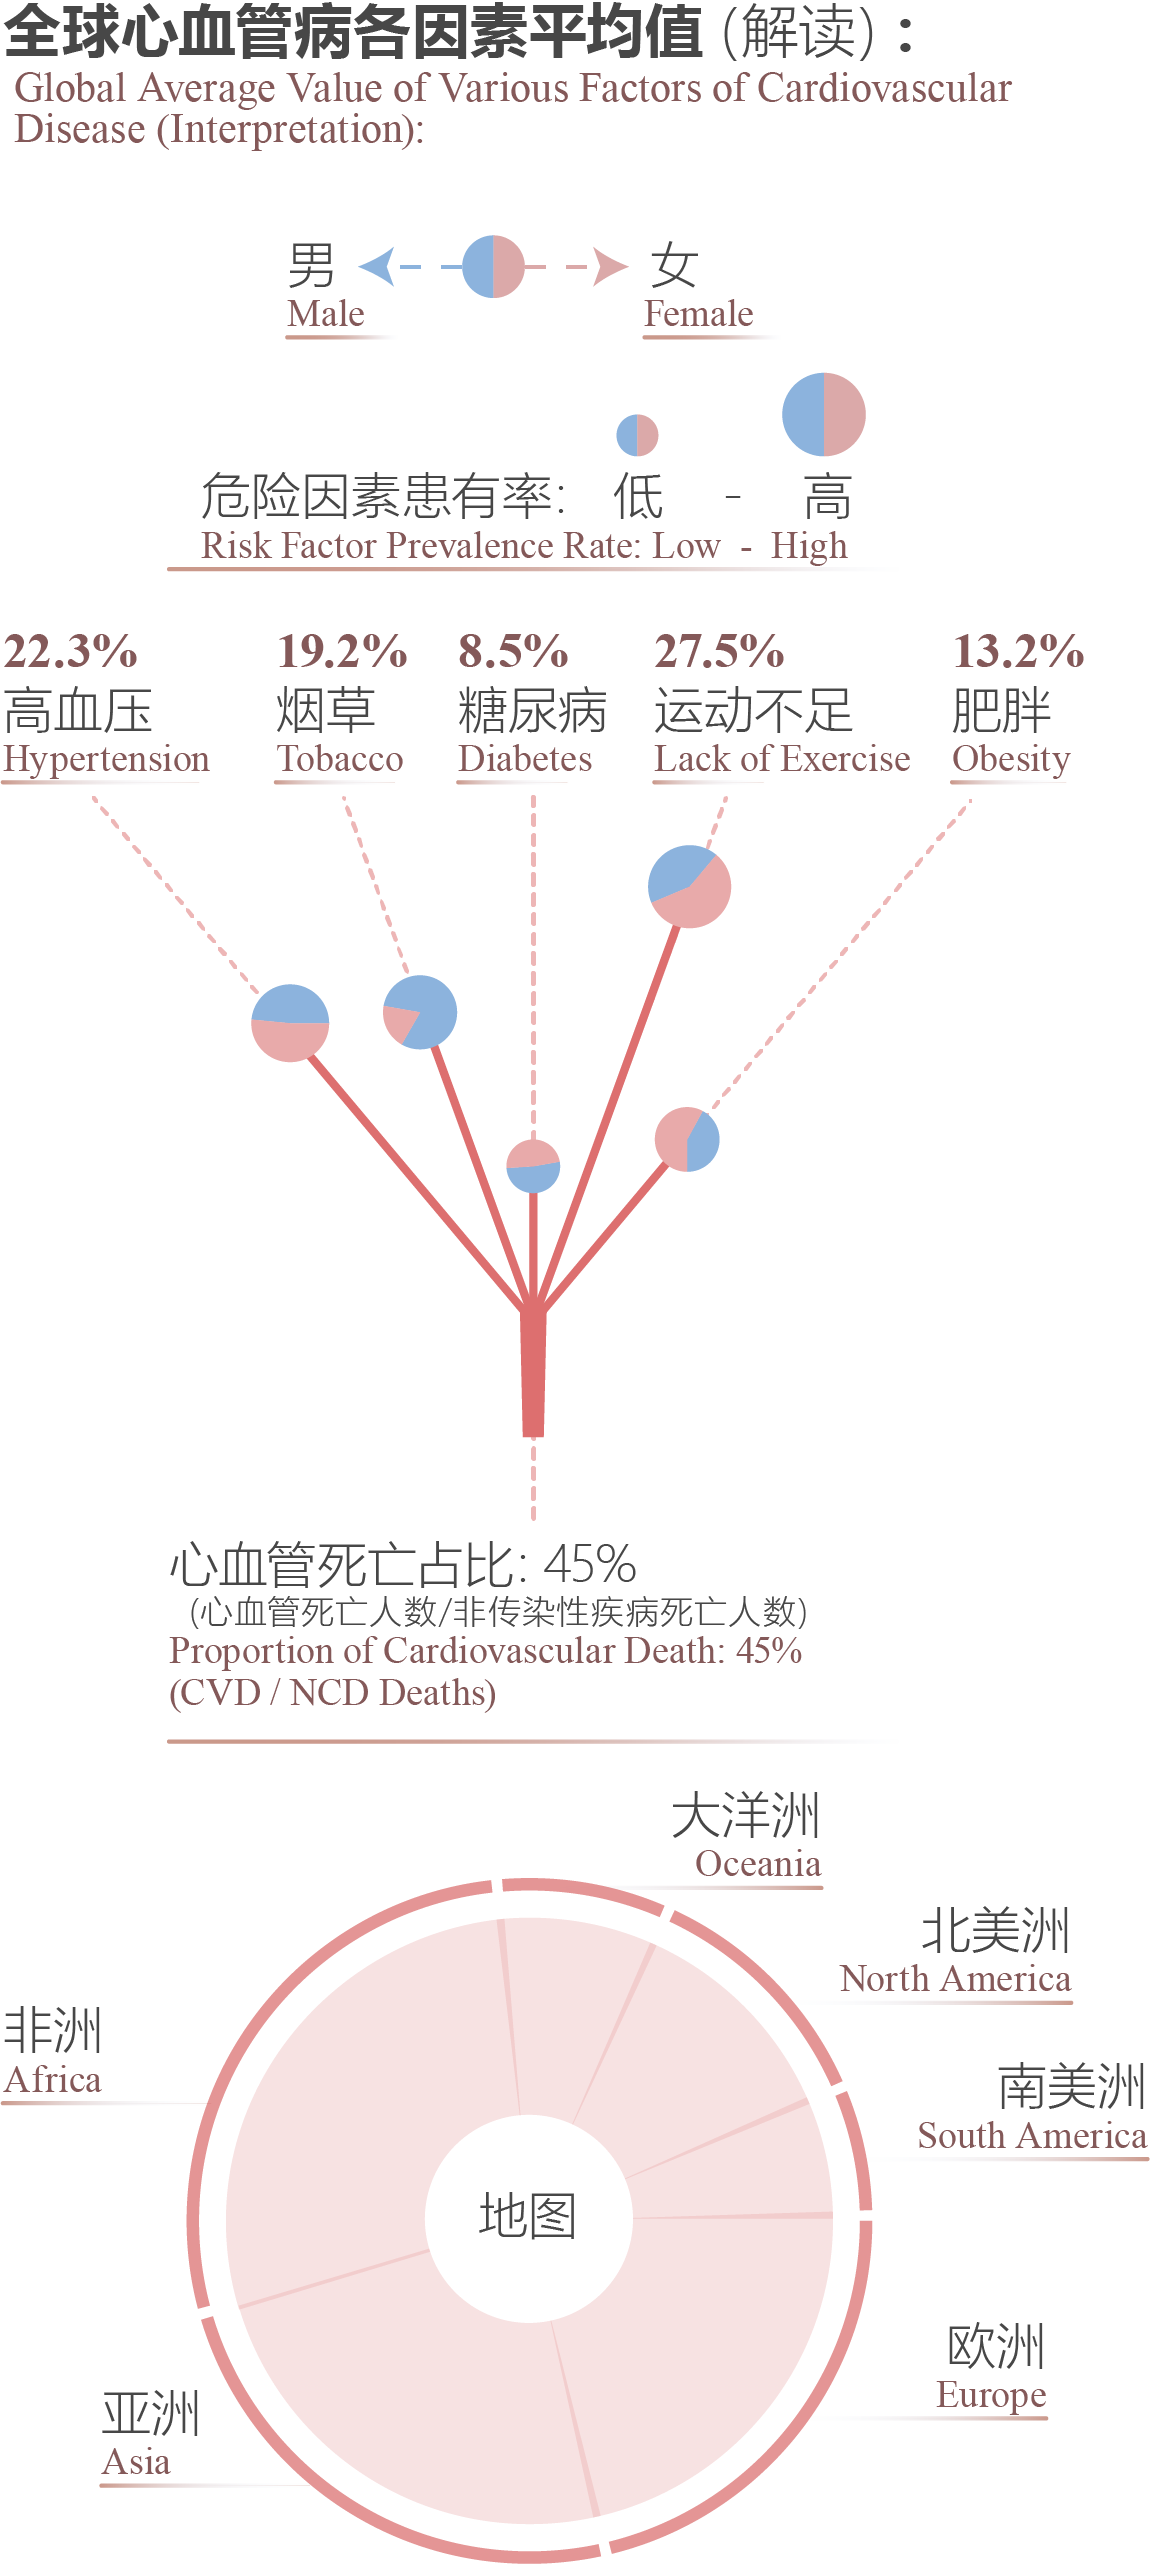 全球心血管病各因素平均值（解读）：
Global Average Value of Various Factors of Cardiovascular
Disease (Interpretation):
男
Male
女
Female
危险因素患有率： 低 - 高
Risk Factor Prevalence Rate: Low - High
22.3%
高血压
Hypertension
19.2%
烟草
Tobacco
8.5%
糖尿病
Diabetes
27.5%
运动不足
Lack of Exercise
13.2%
肥胖
Obesity
心血管死亡占比：45%
（心血管死亡人数/非传染性疾病死亡人数）
Proportion of Cardiovascular Death: 45%
(CVD / NCD Deaths)
大洋洲
Oceania
北美洲
North America
非洲
Africa
南美洲
South America
地图
欧洲
Europe
亚洲
Asia